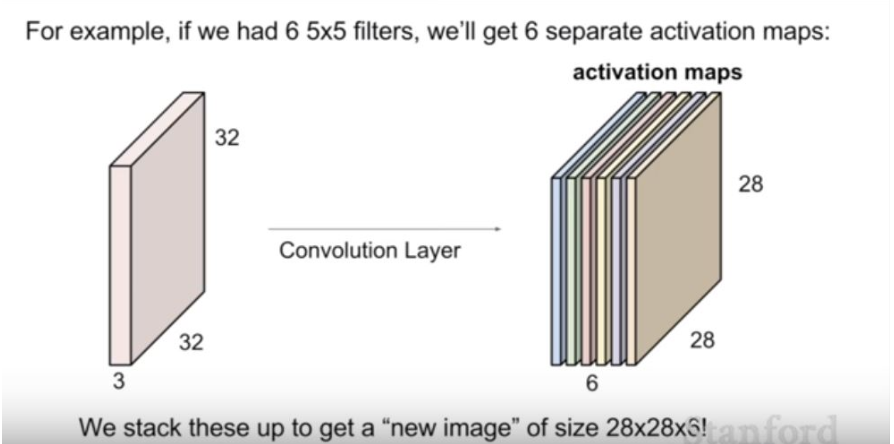 For example, if we had 6 5x5 filters, we'll get 6 separate activation maps:
activation maps
32
32
3
Convolution Layer
28
28
6
We stack these up to get a “new image” of size 28x28x6!
Stanford